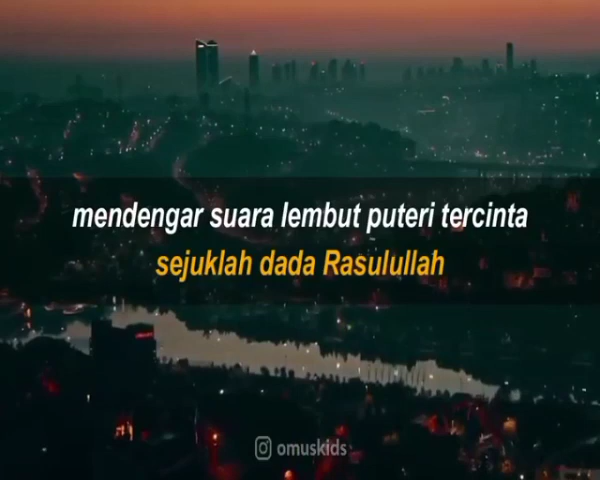 mendengar suara lembut puteri tercinta
sejuklah dada Rasulullah
omuskids